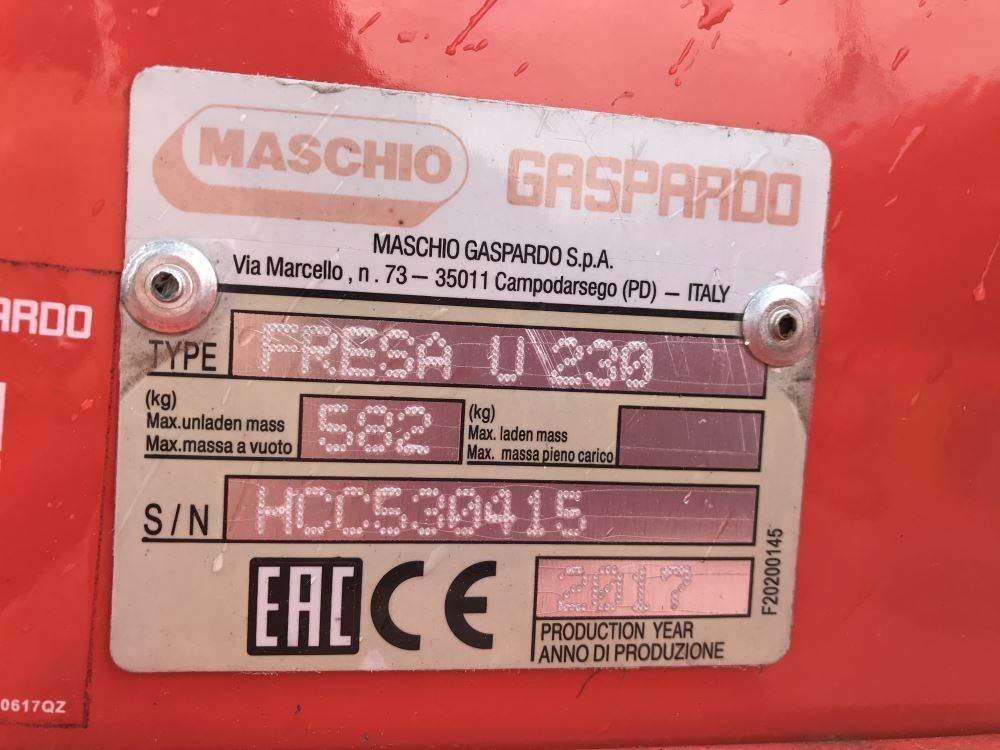 MASCHIO GASPARDO
MASCHIO GASPARDO S.p.A.
Via Marcello , n . 73 – 35011 Campodarsego (PD) – ITALY
TYPE FRESA U 230
(kg)
Max.unladen mass
Max.massa a vuoto
582
(kg)
Max. laden mass
Max. massa pieno carico
S/N HCC530415
EAC CE
2017
PRODUCTION YEAR
ANNO DI PRODUZIONE
F20200145
ARDO
0617QZ